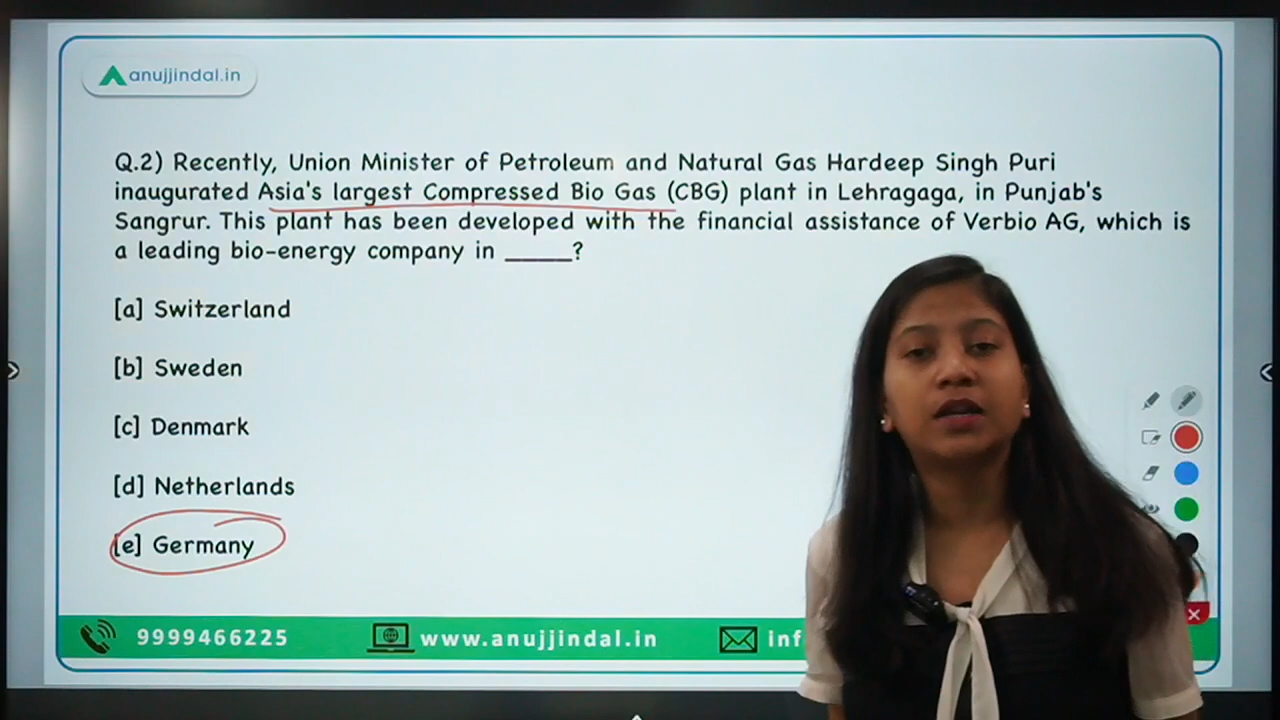 anujjindal.in
Q.2) Recently, Union Minister of Petroleum and Natural Gas Hardeep Singh Puri
inaugurated Asia's largest Compressed Bio Gas (CBG) plant in Lehragaga, in Punjab's
Sangrur. This plant has been developed with the financial assistance of Verbio AG, which is
a leading bio-energy company in _____?
[a] Switzerland
[b] Sweden
[c] Denmark
[d] Netherlands
[e] Germany
9999466225
www.anujjindal.in